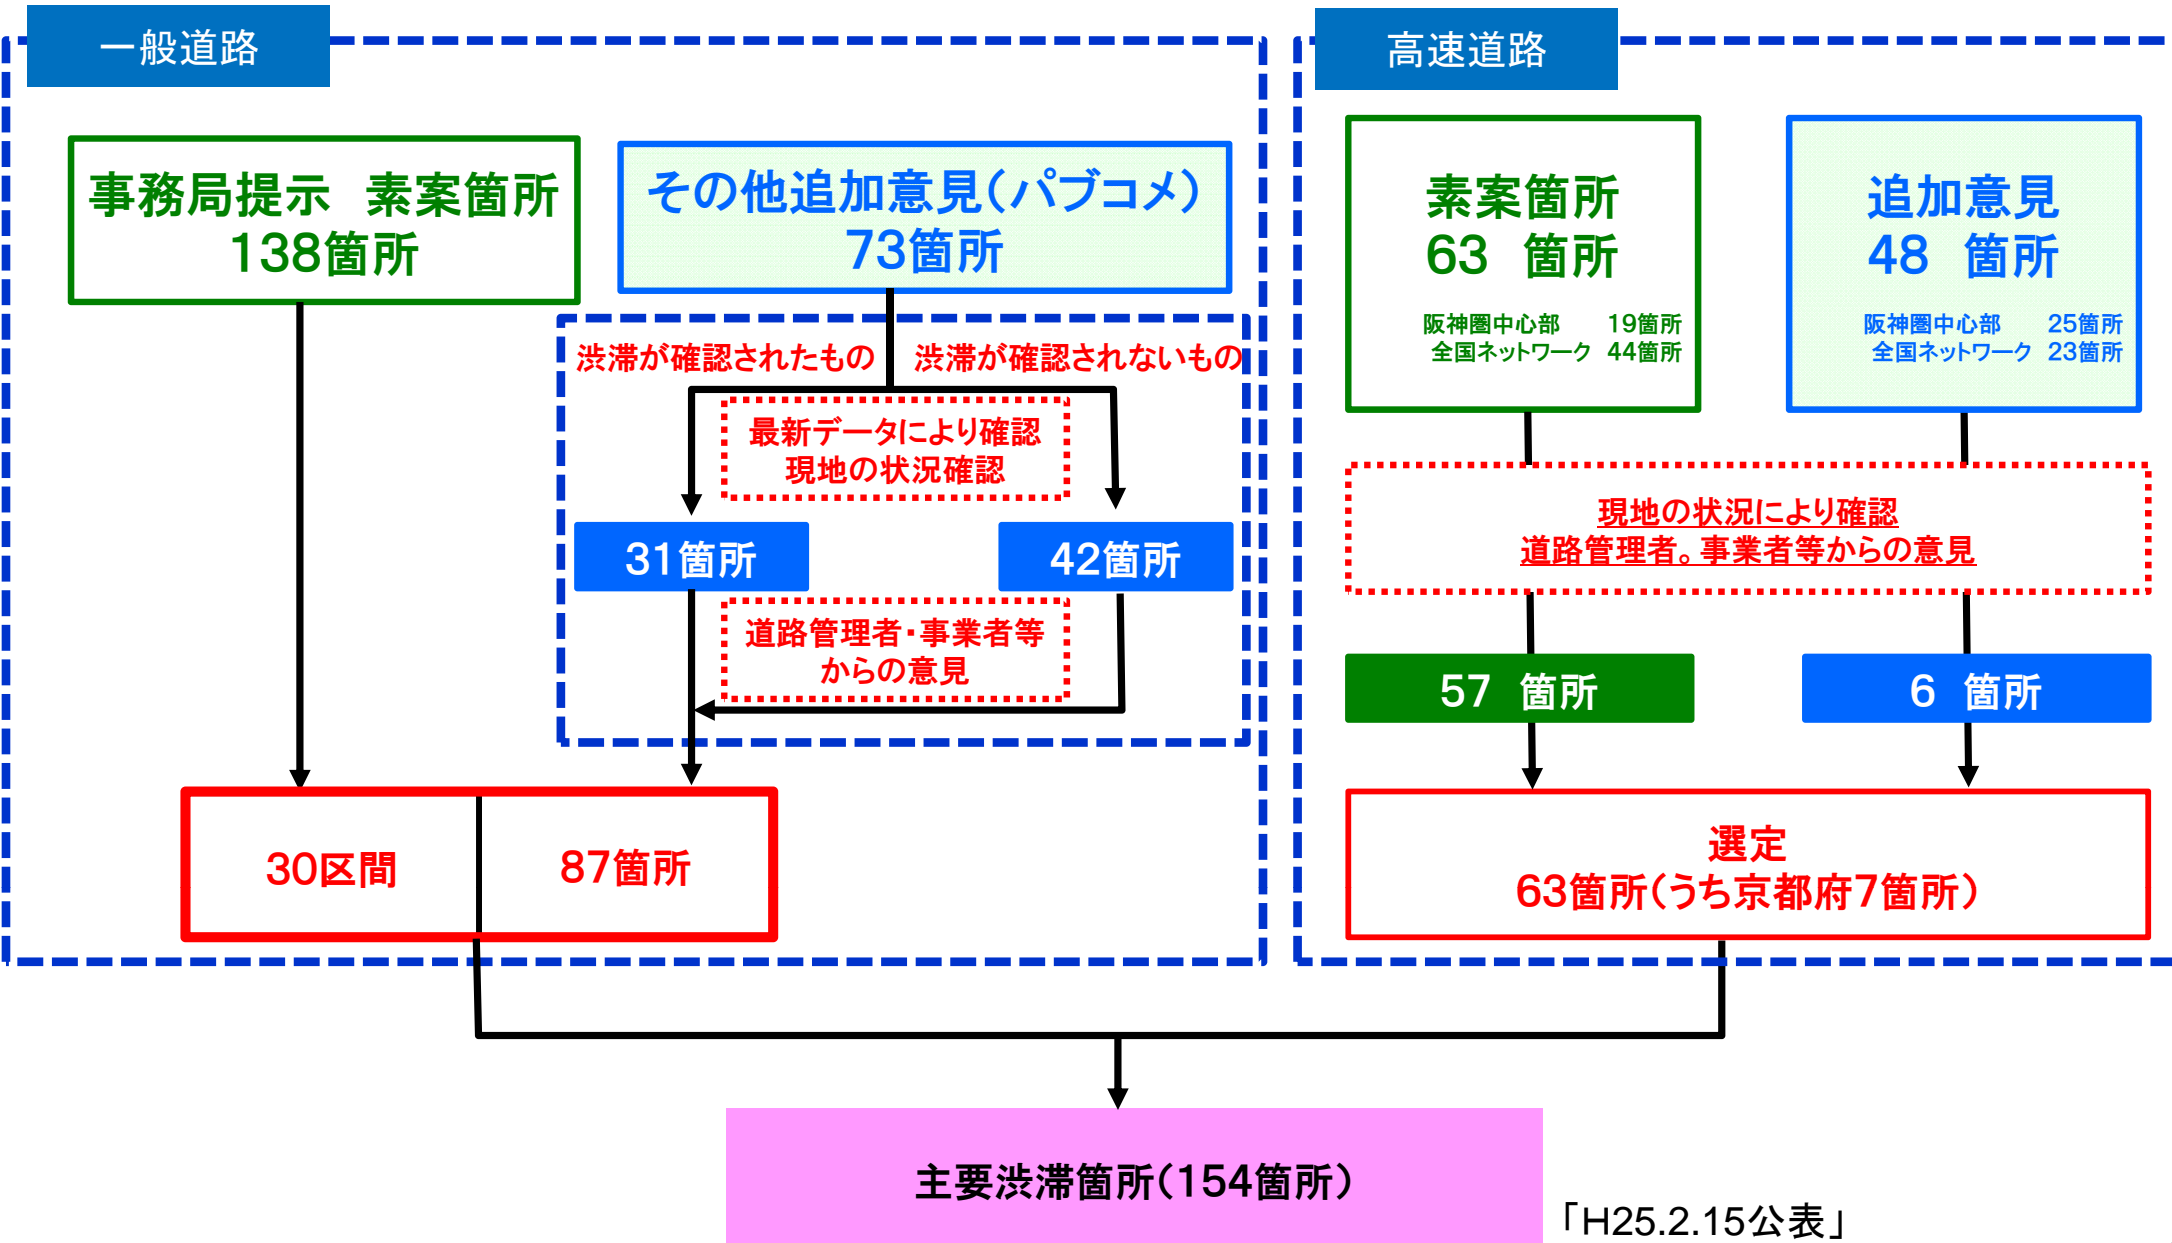 一般道路
事務局提示　素案箇所
138箇所
その他追加意見（パブコメ）
73箇所
渋滞が確認されたもの
渋滞が確認されないもの
最新データにより確認
現地の状況確認
31箇所
42箇所
道路管理者・事業者等
からの意見
30区間
87箇所
高速道路
素案箇所
63　箇所
阪神圏中心部　19箇所
全国ネットワーク　44箇所
追加意見
48　箇所
阪神圏中心部　25箇所
全国ネットワーク　23箇所
現地の状況により確認
道路管理者。事業者等からの意見
57　箇所
6　箇所
選定
63箇所（うち京都府7箇所）
主要渋滞箇所（154箇所）
「H25.2.15公表」